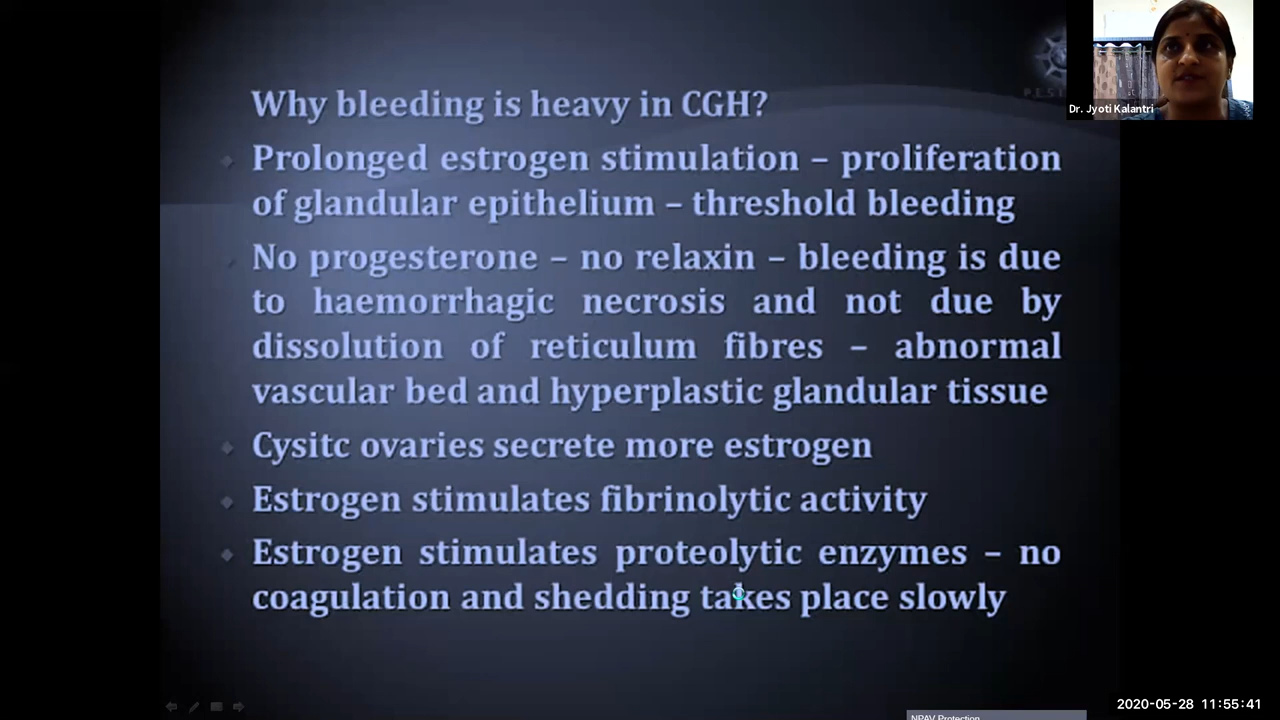 Why bleeding is heavy in CGH?
Prolonged estrogen stimulation – proliferation
of glandular epithelium – threshold bleeding
No progesterone – no relaxin – bleeding is due
to haemorrhagic necrosis and not due by
dissolution of reticulum fibres – abnormal
vascular bed and hyperplastic glandular tissue
Cysitc ovaries secrete more estrogen
Estrogen stimulates fibrinolytic activity
Estrogen stimulates proteolytic enzymes – no
coagulation and shedding takes place slowly
Dr. Jyoti Kalantri
NPAV Protection
2020-05-28 11:55:41